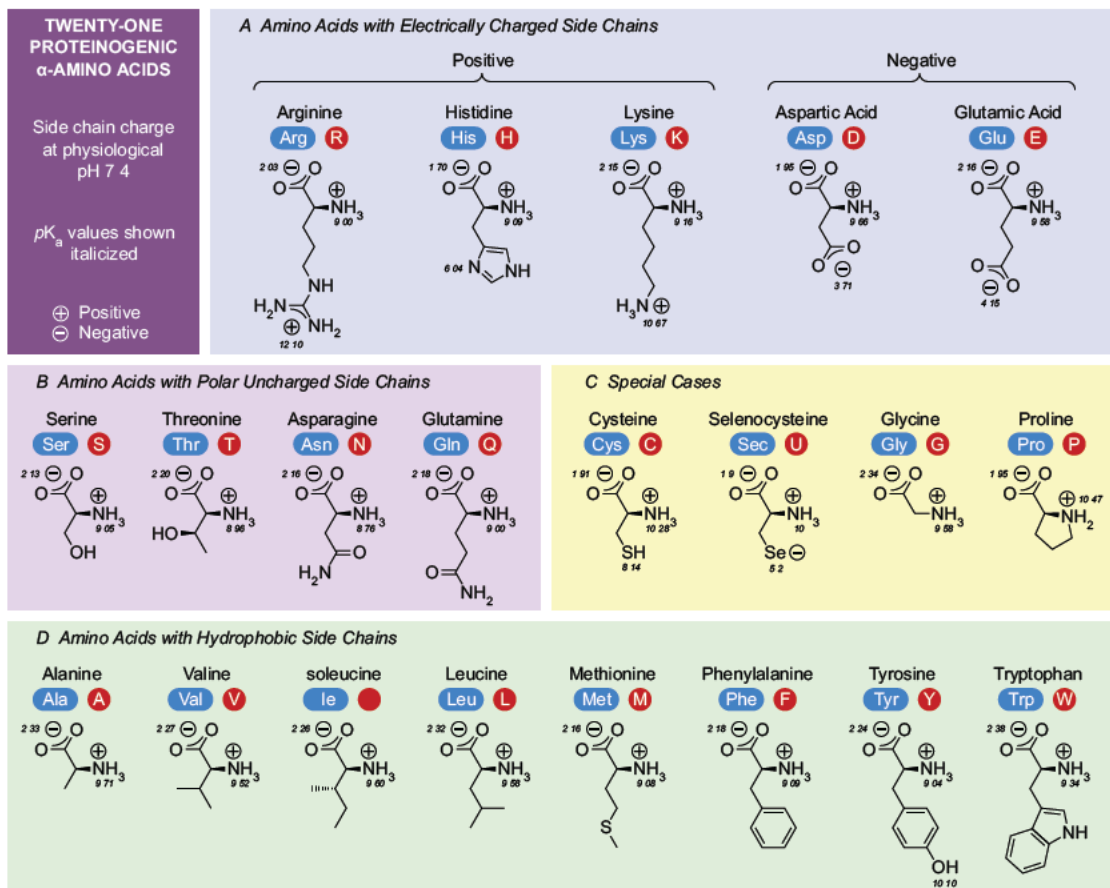 TWENTY-ONE
PROTEINOGENIC
α-AMINO ACIDS
Side chain charge
at physiological
pH 7 4
pKa values shown
italicized
⊕ Positive
⊖ Negative
A Amino Acids with Electrically Charged Side Chains
Positive
Negative
Arginine
Arg R
2 03 ⊖ O
O
⊕
NH3
9 00
NH
H2N
NH2
⊕
12 10
Histidine
His H
1 70 ⊖ O
O
⊕
NH3
9 09
6 04 N
NH
Lysine
Lys K
2 15 ⊖ O
O
⊕
NH3
9 16
H3N ⊕
10 67
Aspartic Acid
Asp D
1 95 ⊖ O
O
⊕
NH3
9 66
O
O
⊖
3 71
Glutamic Acid
Glu E
2 16 ⊖ O
O
⊕
NH3
9 58
O
O
⊖
4 15
B Amino Acids with Polar Uncharged Side Chains
Serine
Ser S
2 13 ⊖ O
O
⊕
NH3
9 05
OH
Threonine
Thr T
2 20 ⊖ O
O
⊕
NH3
8 96
HO
Asparagine
Asn N
2 16 ⊖ O
O
⊕
NH3
8 76
O
H2N
Glutamine
Gln Q
2 18 ⊖ O
O
⊕
NH3
9 00
O
NH2
C Special Cases
Cysteine
Cys C
1 91 ⊖ O
O
⊕
NH3
10 28
SH
8 14
Selenocysteine
Sec U
1 9 ⊖ O
O
⊕
NH3
10
Se ⊖
5 2
Glycine
Gly G
2 34 ⊖ O
O
⊕
NH3
9 58
Proline
Pro P
1 95 ⊖ O
O
⊕ 10 47
NH2
D Amino Acids with Hydrophobic Side Chains
Alanine
Ala A
2 33 ⊖ O
O
⊕
NH3
9 71
Valine
Val V
2 27 ⊖ O
O
⊕
NH3
9 52
soleucine
le
2 26 ⊖ O
O
⊕
NH3
9 60
Leucine
Leu L
2 32 ⊖ O
O
⊕
NH3
9 58
Methionine
Met M
2 16 ⊖ O
O
⊕
NH3
9 08
S
Phenylalanine
Phe F
2 18 ⊖ O
O
⊕
NH3
9 09
Tyrosine
Tyr Y
2 24 ⊖ O
O
⊕
NH3
9 04
OH
10 10
Tryptophan
Trp W
2 38 ⊖ O
O
⊕
NH3
9 34
NH